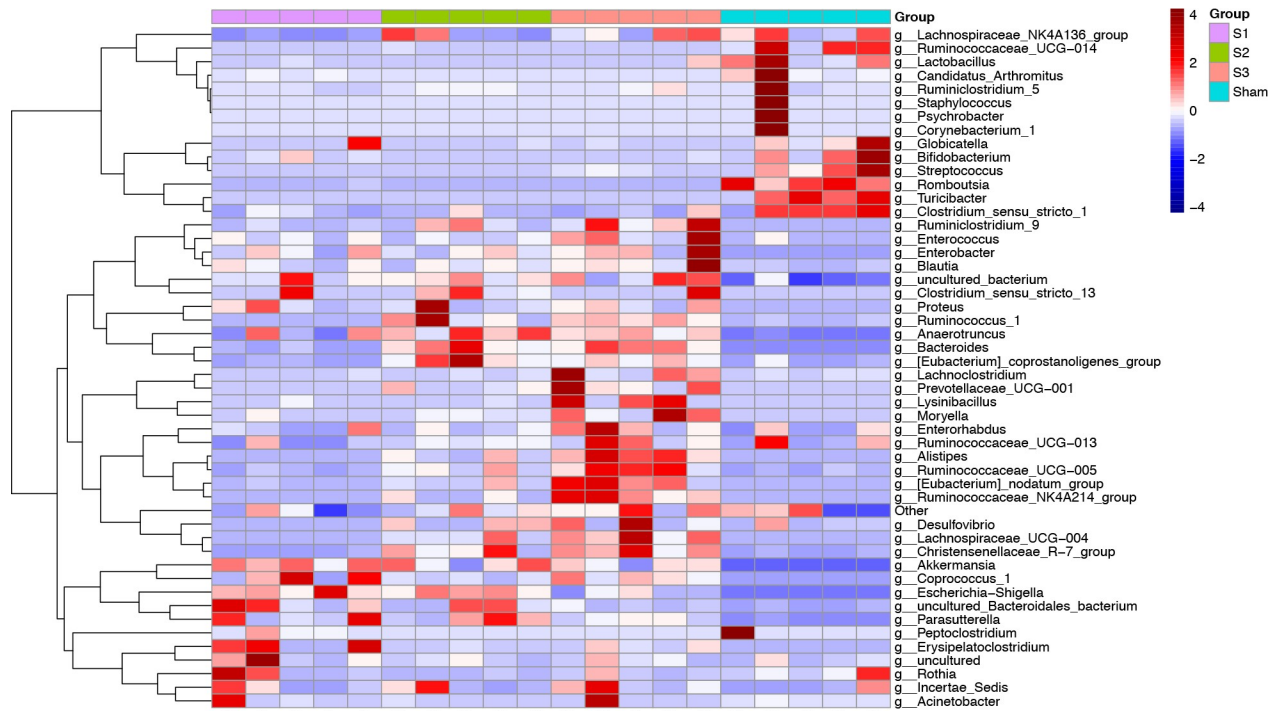 Group
g__Lachnospiraceae_NK4A136_group
g__Ruminococcaceae_UCG−014
g__Lactobacillus
g__Candidatus_Arthromitus
g__Ruminiclostridium_5
g__Staphylococcus
g__Psychrobacter
g__Corynebacterium_1
g__Globicatella
g__Bifidobacterium
g__Streptococcus
g__Romboutsia
g__Turicibacter
g__Clostridium_sensu_stricto_1
g__Ruminiclostridium_9
g__Enterococcus
g__Enterobacter
g__Blautia
g__uncultured_bacterium
g__Clostridium_sensu_stricto_13
g__Proteus
g__Ruminococcus_1
g__Anaerotruncus
g__Bacteroides
g__[Eubacterium]_coprostanoligenes_group
g__Lachnoclostridium
g__Prevotellaceae_UCG−001
g__Lysinibacillus
g__Moryella
g__Enterorhabdus
g__Ruminococcaceae_UCG−013
g__Alistipes
g__Ruminococcaceae_UCG−005
g__[Eubacterium]_nodatum_group
g__Ruminococcaceae_NK4A214_group
Other
g__Desulfovibrio
g__Lachnospiraceae_UCG−004
g__Christensenellaceae_R−7_group
g__Akkermansia
g__Coprococcus_1
g__Escherichia−Shigella
g__uncultured_Bacteroidales_bacterium
g__Parasutterella
g__Peptoclostridium
g__Erysipelatoclostridium
g__uncultured
g__Rothia
g__Incertae_Sedis
g__Acinetobacter
4
2
0
−2
−4
Group
S1
S2
S3
Sham